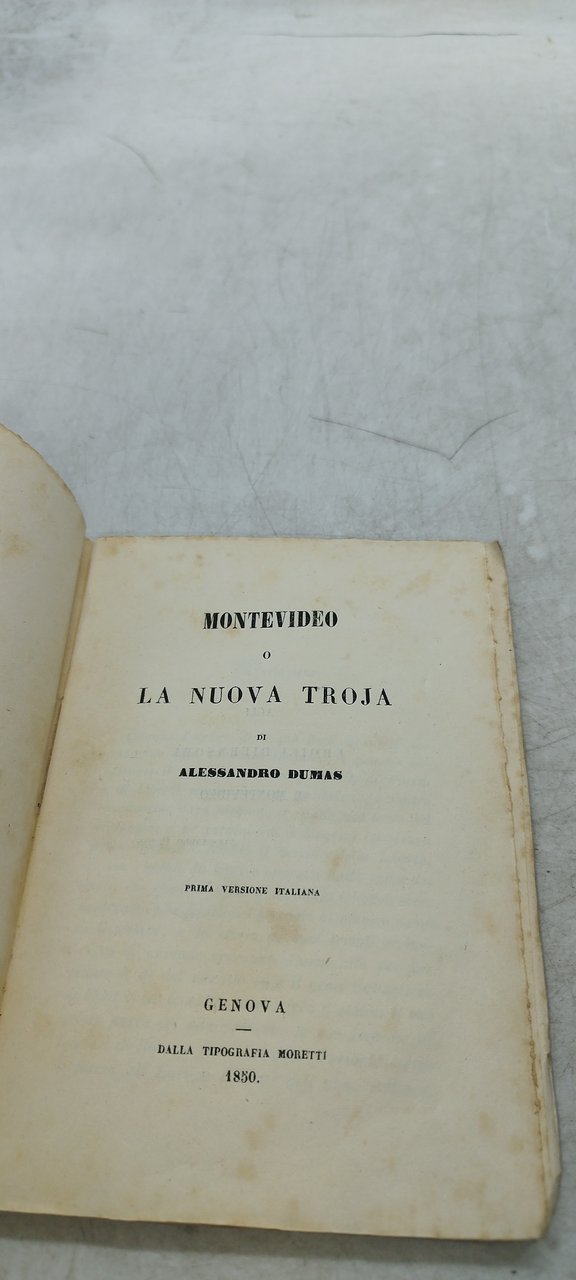 MONTEVIDEO
O
LA NUOVA TROJA
DI
ALESSANDRO DUMAS
PRIMA VERSIONE ITALIANA
GENOVA
DALLA TIPOGRAFIA MORETTI
1850.